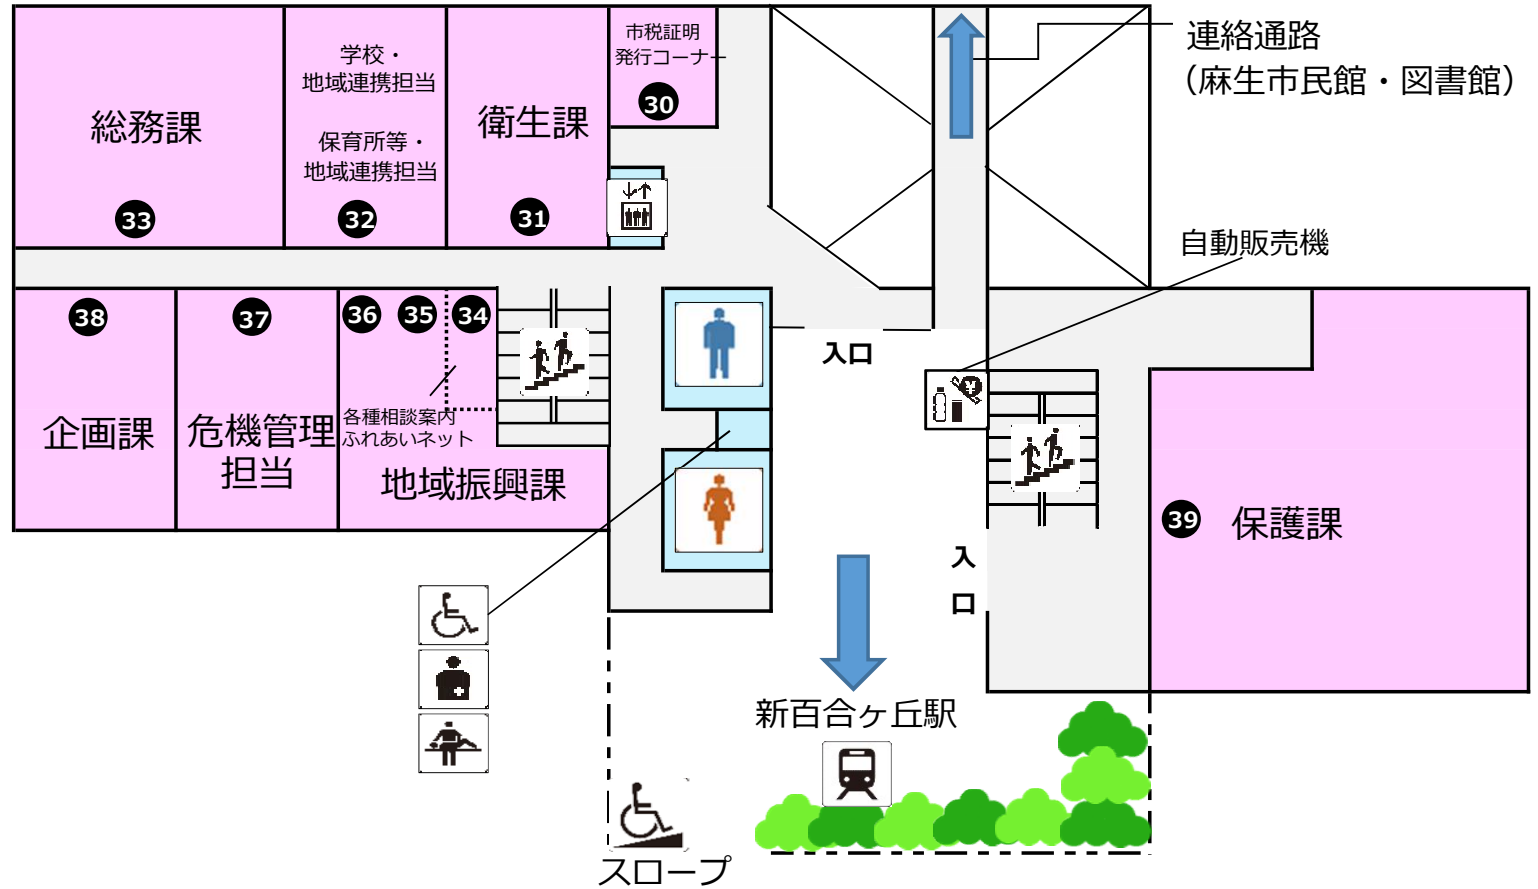 総務課
33
学校・
地域連携担当
保育所等・
地域連携担当
32
衛生課
31
市税証明
発行コーナー
30
連絡通路
（麻生市民館・図書館）
自動販売機
38
企画課
37
危機管理
担当
36
35
34
各種相談案内
ふれあいネット
地域振興課
入口
入
口
39
保護課
新百合ヶ丘駅
スロープ